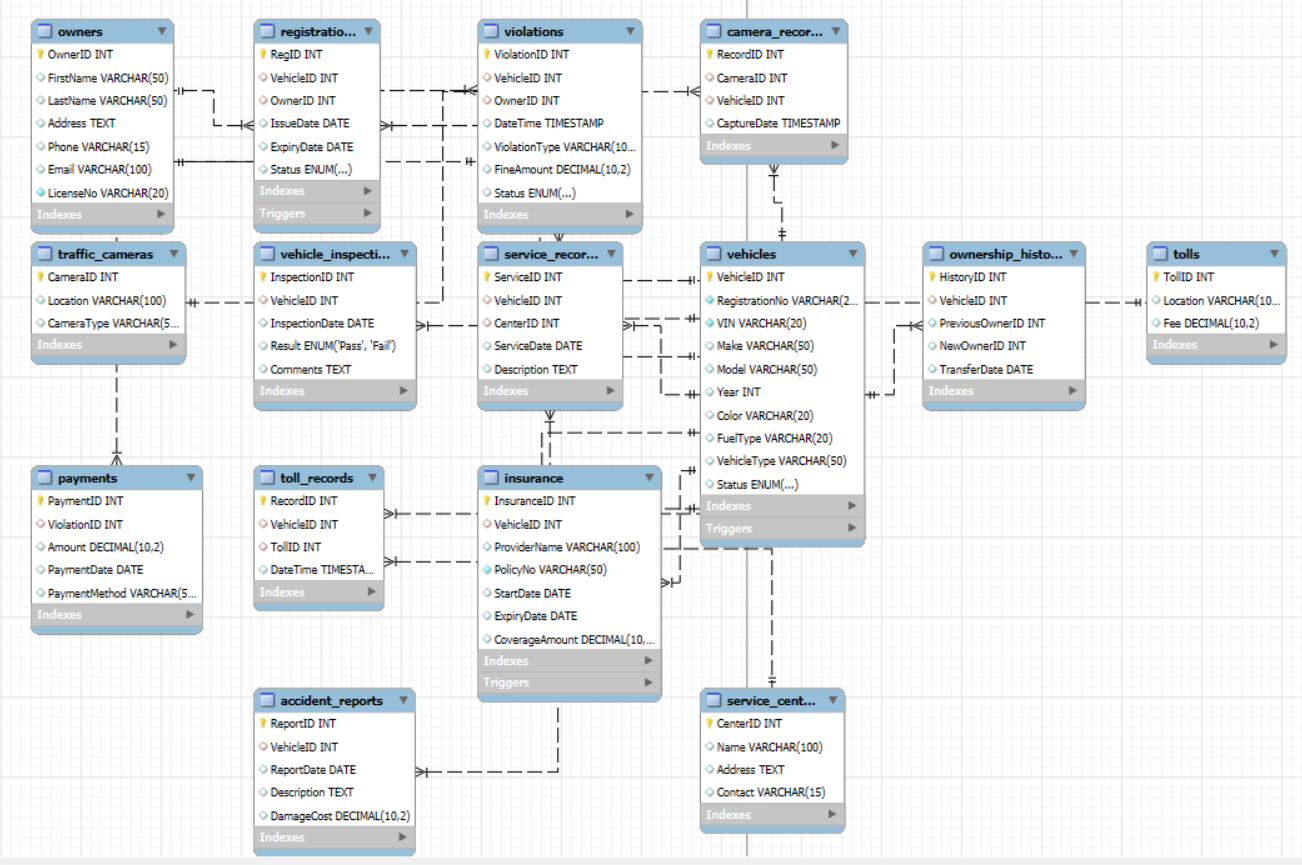 owners
OwnerID INT
FirstName VARCHAR(50)
LastName VARCHAR(50)
Address TEXT
Phone VARCHAR(15)
Email VARCHAR(100)
LicenseNo VARCHAR(20)
Indexes
registratio...
RegID INT
VehicleID INT
OwnerID INT
IssueDate DATE
ExpiryDate DATE
Status ENUM(...)
Indexes
Triggers
violations
ViolationID INT
VehicleID INT
OwnerID INT
DateTime TIMESTAMP
ViolationType VARCHAR(10...
FineAmount DECIMAL(10,2)
Status ENUM(...)
Indexes
camera_recor...
RecordID INT
CameraID INT
VehicleID INT
CaptureDate TIMESTAMP
Indexes
traffic_cameras
CameraID INT
Location VARCHAR(100)
CameraType VARCHAR(5...
Indexes
vehicle_inspecti...
InspectionID INT
VehicleID INT
InspectionDate DATE
Result ENUM('Pass', 'Fail')
Comments TEXT
Indexes
service_recor...
ServiceID INT
VehicleID INT
CenterID INT
ServiceDate DATE
Description TEXT
Indexes
vehicles
VehicleID INT
RegistrationNo VARCHAR(2...
VIN VARCHAR(20)
Make VARCHAR(50)
Model VARCHAR(50)
Year INT
Color VARCHAR(20)
FuelType VARCHAR(20)
VehicleType VARCHAR(50)
Status ENUM(...)
Indexes
Triggers
ownership_histo...
HistoryID INT
VehicleID INT
PreviousOwnerID INT
NewOwnerID INT
TransferDate DATE
Indexes
tolls
TollID INT
Location VARCHAR(10...
Fee DECIMAL(10,2)
Indexes
payments
PaymentID INT
ViolationID INT
Amount DECIMAL(10,2)
PaymentDate DATE
PaymentMethod VARCHAR(5...
Indexes
toll_records
RecordID INT
VehicleID INT
TollID INT
DateTime TIMESTA...
Indexes
insurance
InsuranceID INT
VehicleID INT
ProviderName VARCHAR(100)
PolicyNo VARCHAR(50)
StartDate DATE
ExpiryDate DATE
CoverageAmount DECIMAL(10,...
Indexes
Triggers
accident_reports
ReportID INT
VehicleID INT
ReportDate DATE
Description TEXT
DamageCost DECIMAL(10,2)
Indexes
service_cent...
CenterID INT
Name VARCHAR(100)
Address TEXT
Contact VARCHAR(15)
Indexes